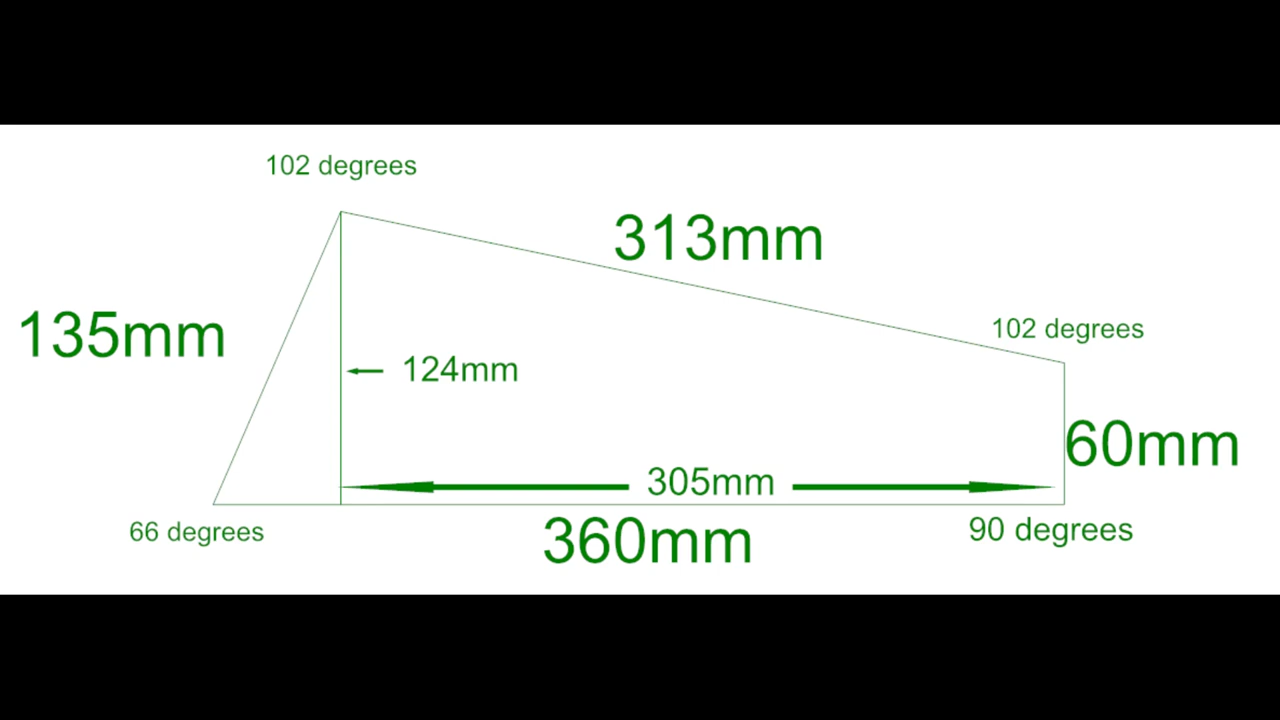 102 degrees
313mm
135mm
102 degrees
124mm
60mm
305mm
66 degrees
360mm
90 degrees